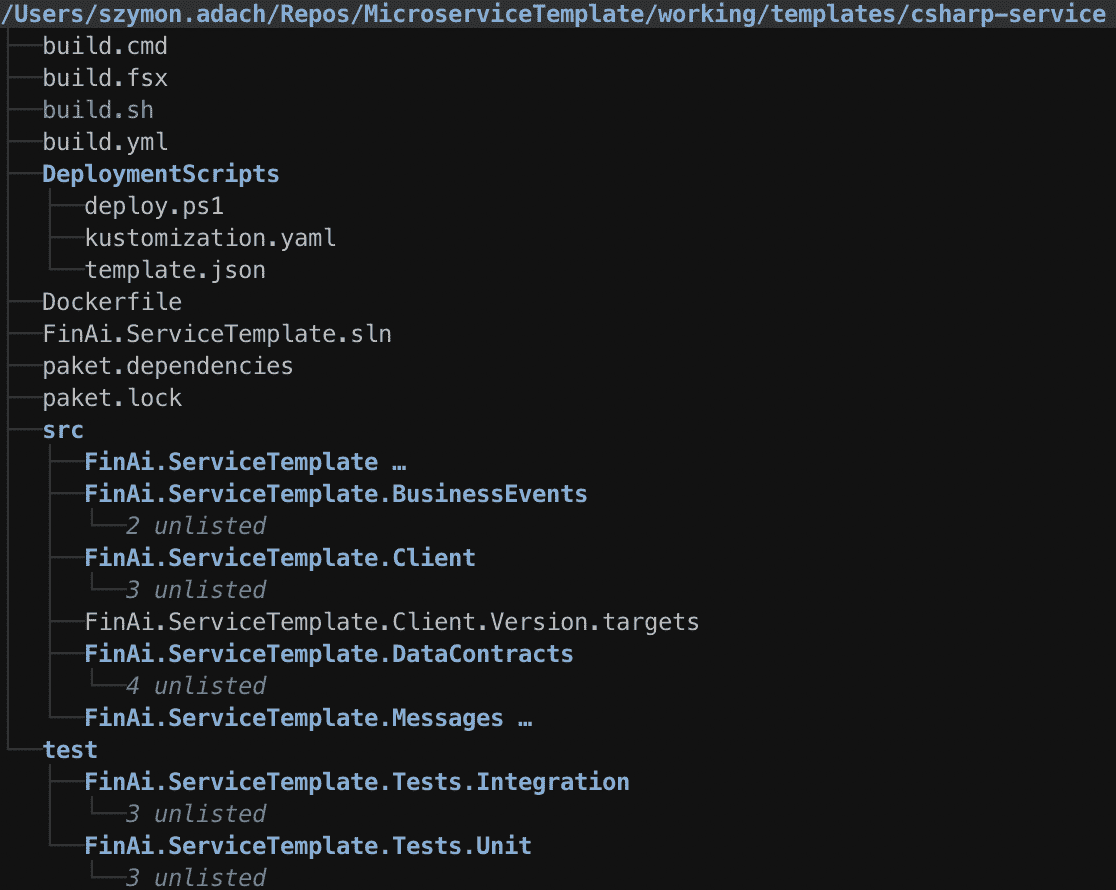 /Users/szymon.adach/Repos/MicroserviceTemplate/working/templates/csharp-service
build.cmd
build.fsx
build.sh
build.yml
DeploymentScripts
deploy.ps1
kustomization.yaml
template.json
Dockerfile
FinAi.ServiceTemplate.sln
paket.dependencies
paket.lock
src
FinAi.ServiceTemplate …
FinAi.ServiceTemplate.BusinessEvents
2 unlisted
FinAi.ServiceTemplate.Client
3 unlisted
FinAi.ServiceTemplate.Client.Version.targets
FinAi.ServiceTemplate.DataContracts
4 unlisted
FinAi.ServiceTemplate.Messages …
test
FinAi.ServiceTemplate.Tests.Integration
3 unlisted
FinAi.ServiceTemplate.Tests.Unit
3 unlisted